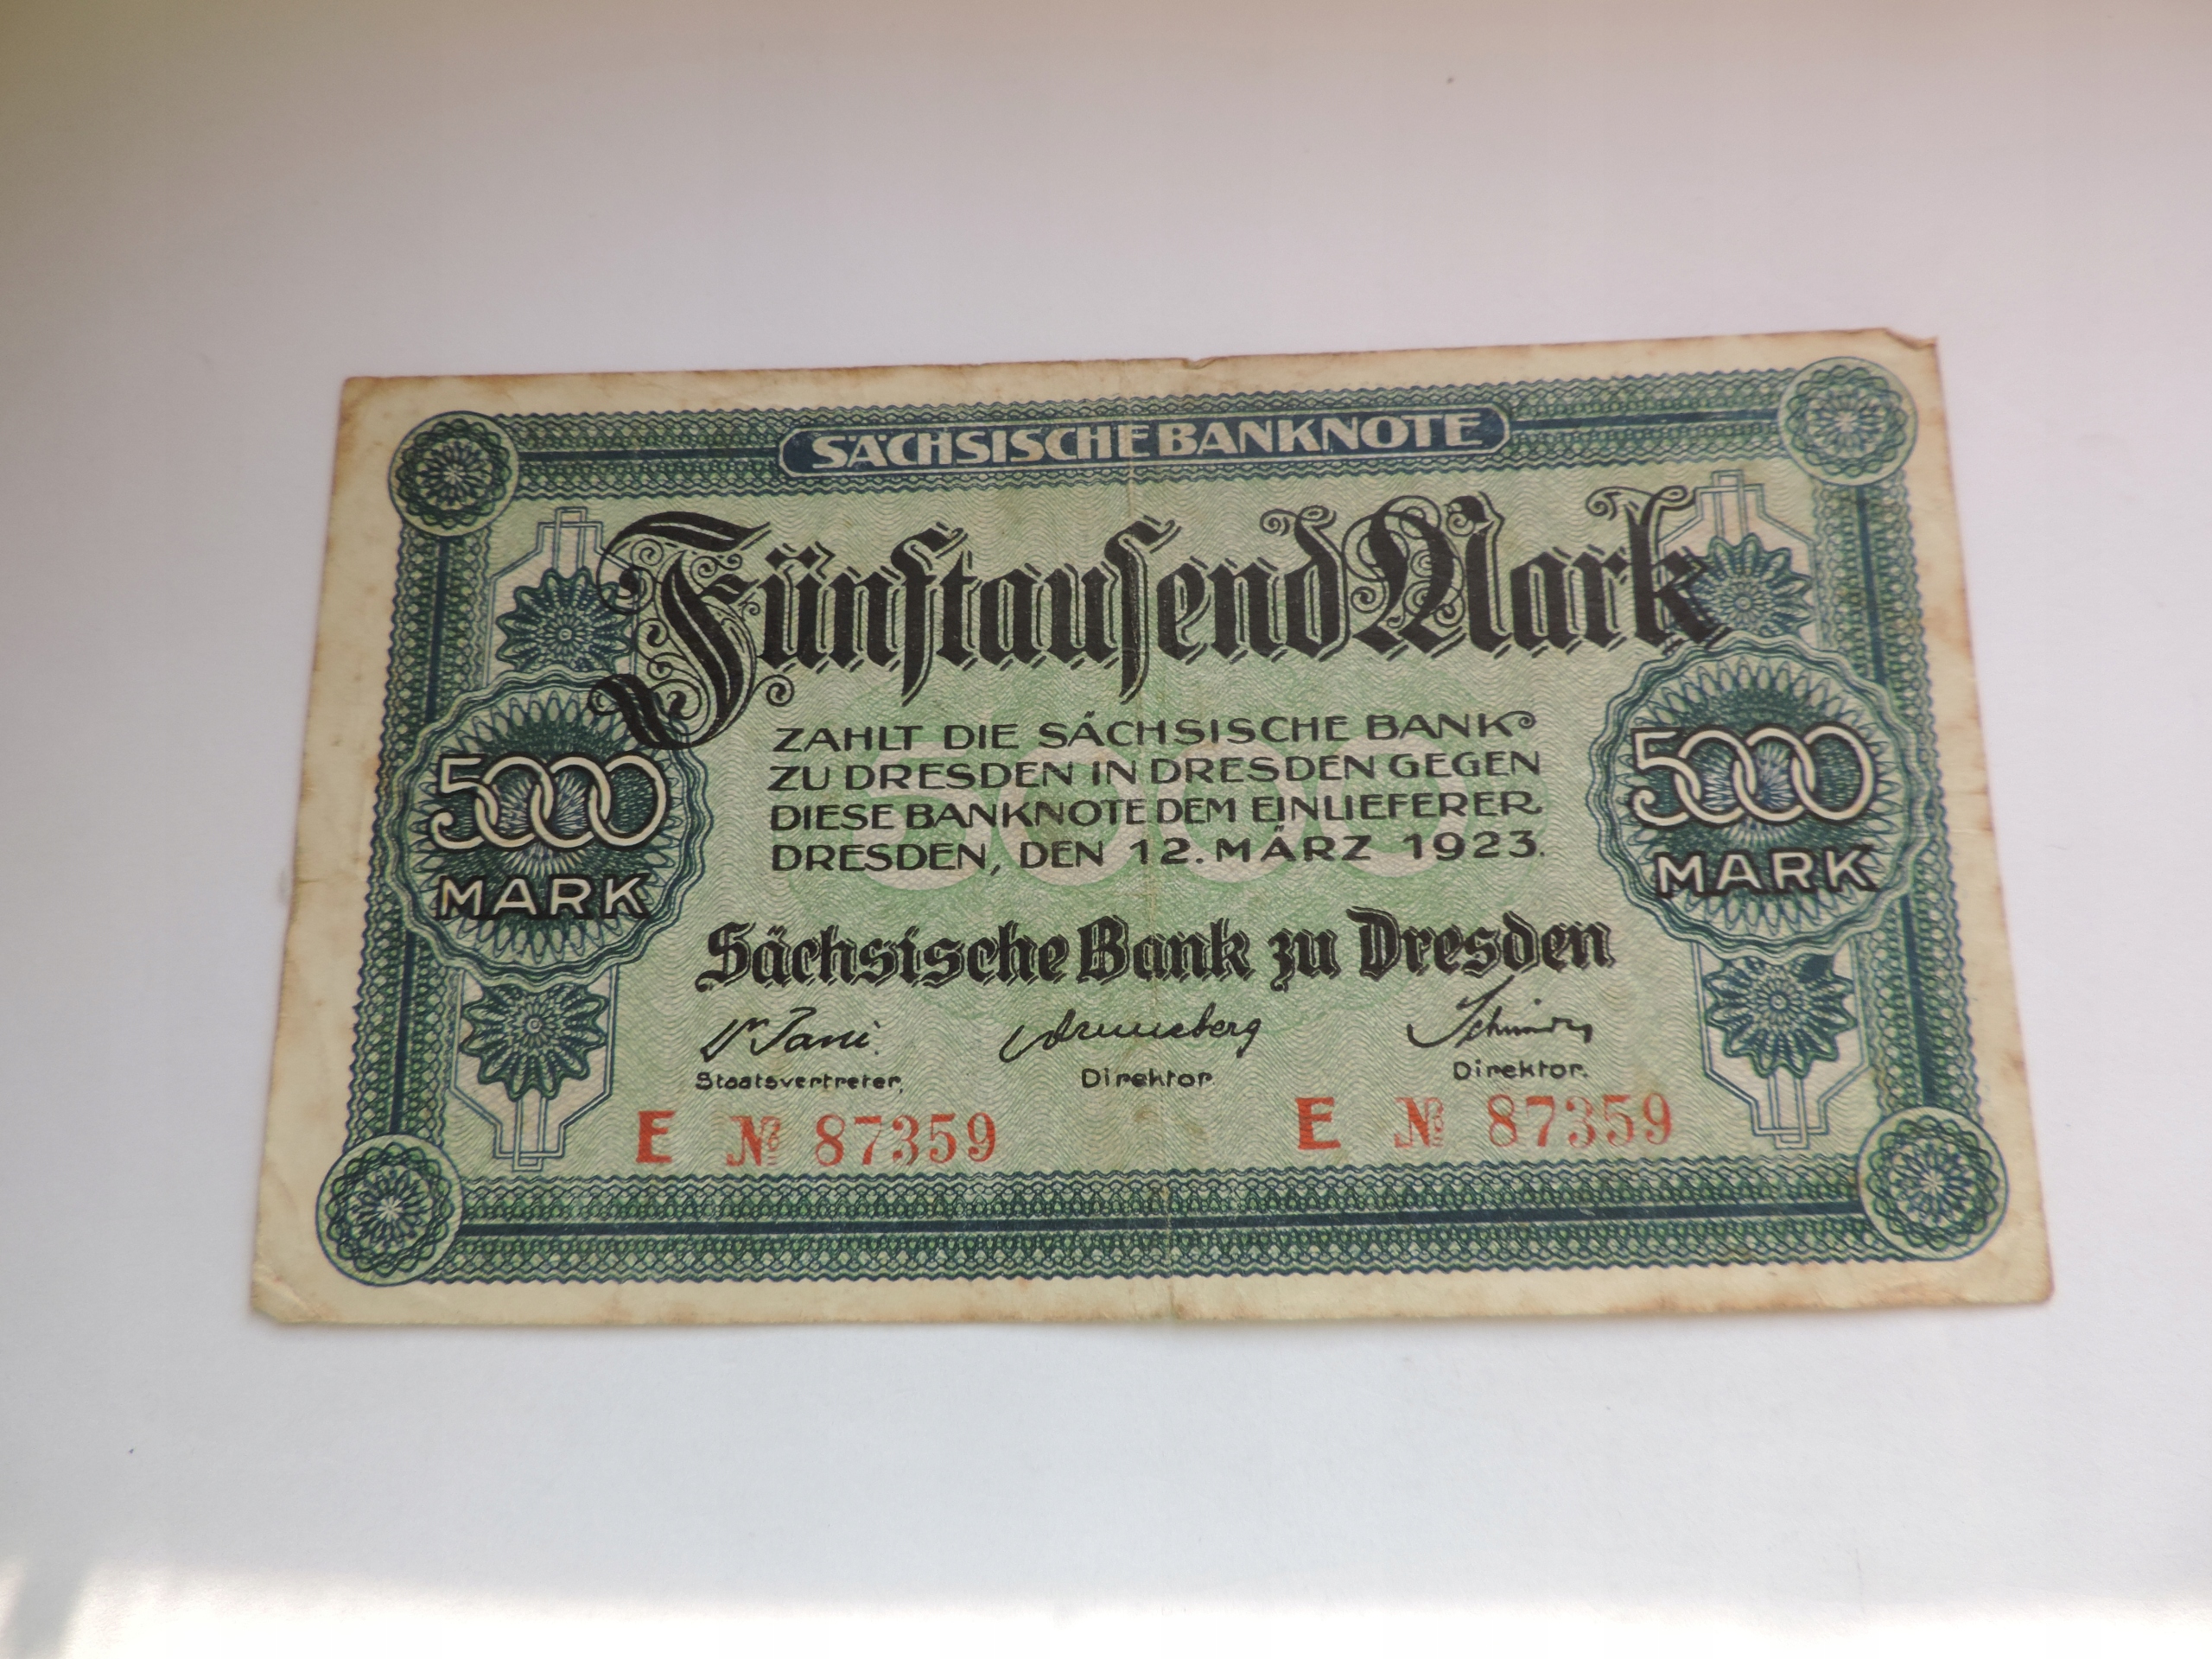 SÄCHSISCHE BANKNOTE
Fünftausend Mark
ZAHLT DIE SÄCHSISCHE BANK
ZU DRESDEN IN DRESDEN GEGEN
DIESE BANKNOTE DEM EINLIEFERER.
DRESDEN, DEN 12. MÄRZ 1923.
5000
MARK
5000
MARK
Sächsische Bank zu Dresden
Staatsvertreter.
Direktor.
Direktor.
E № 87359
E № 87359